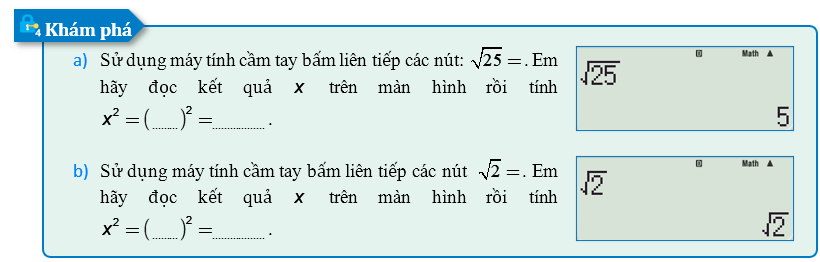 Khám phá
a) Sử dụng máy tính cầm tay bấm liên tiếp các nút: √25 =. Em
hãy đọc kết quả x trên màn hình rồi tính
x² = (........)² = ................ .
D Math ▲
√25
5
b) Sử dụng máy tính cầm tay bấm liên tiếp các nút √2 =. Em
hãy đọc kết quả x trên màn hình rồi tính
x² = (........)² = ................ .
D Math ▲
√2
√2